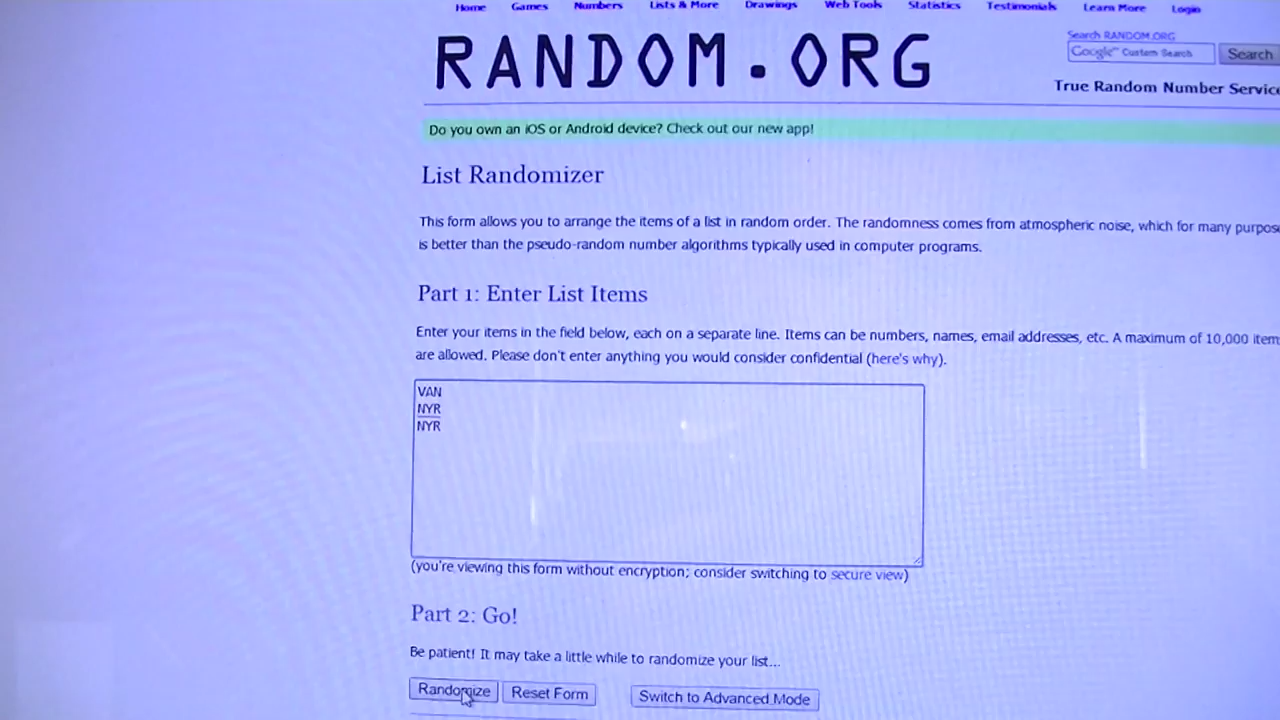 Home Games Numbers Lists & More Drawings Web Tools Statistics Testimonials Learn More Login
RANDOM.ORG
Search RANDOM.ORG
Google™ Custom Search Search
True Random Number Service
Do you own an iOS or Android device? Check out our new app!
List Randomizer
This form allows you to arrange the items of a list in random order. The randomness comes from atmospheric noise, which for many purpose
is better than the pseudo-random number algorithms typically used in computer programs.
Part 1: Enter List Items
Enter your items in the field below, each on a separate line. Items can be numbers, names, email addresses, etc. A maximum of 10,000 item
are allowed. Please don't enter anything you would consider confidential (here's why).
VAN
NYR
NYR
(you're viewing this form without encryption; consider switching to secure view)
Part 2: Go!
Be patient! It may take a little while to randomize your list...
Randomize Reset Form Switch to Advanced Mode